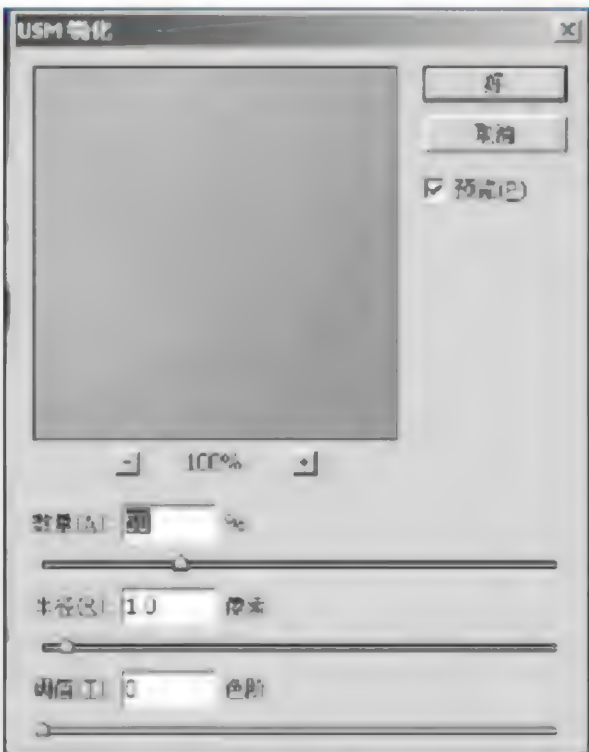 USM 锐化
好
取消
预览(P)
100%
数量(A): %
半径(R): 1.0 像素
阈值(T): 0 色阶